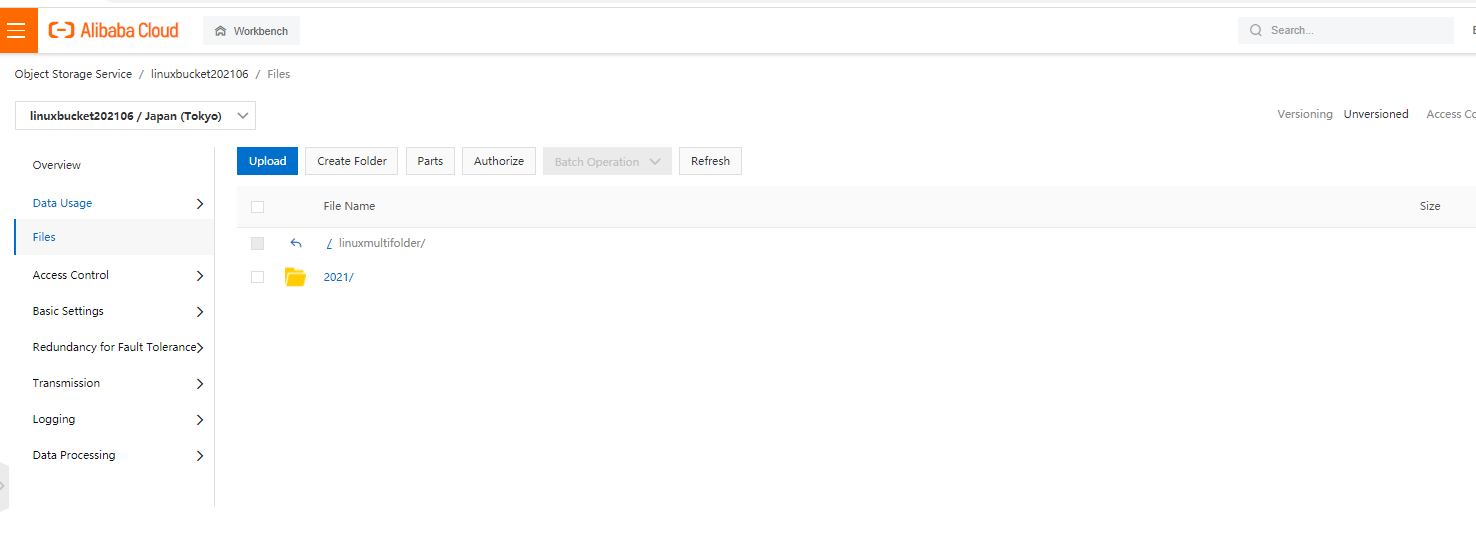 Alibaba Cloud Workbench Search...
Object Storage Service / linuxbucket202106 / Files
linuxbucket202106 / Japan (Tokyo) Versioning Unversioned Access Co
Overview
Data Usage
Files
Access Control
Basic Settings
Redundancy for Fault Tolerance
Transmission
Logging
Data Processing
Upload Create Folder Parts Authorize Batch Operation Refresh
File Name Size
/ linuxmultifolder/
2021/